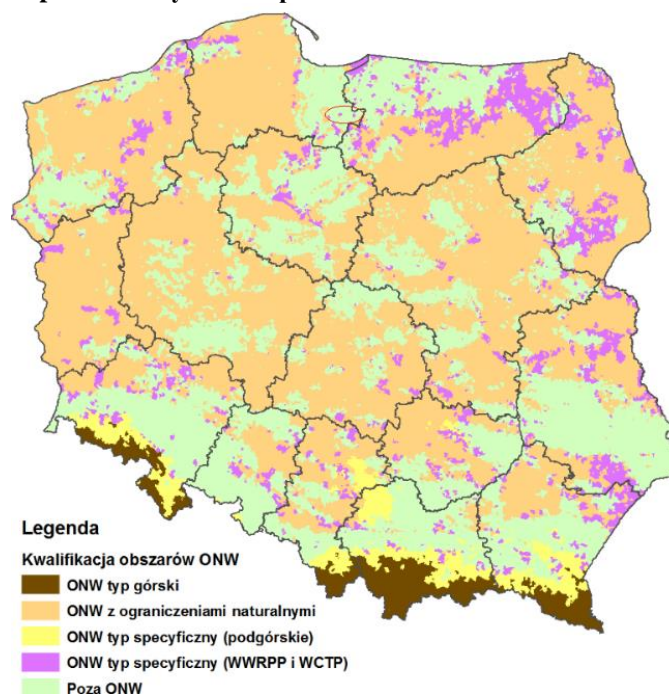 Legenda
Kwalifikacja obszarów ONW
ONW typ górski
ONW z ograniczeniami naturalnymi
ONW typ specyficzny (podgórskie)
ONW typ specyficzny (WWRPP i WCTP)
Poza ONW